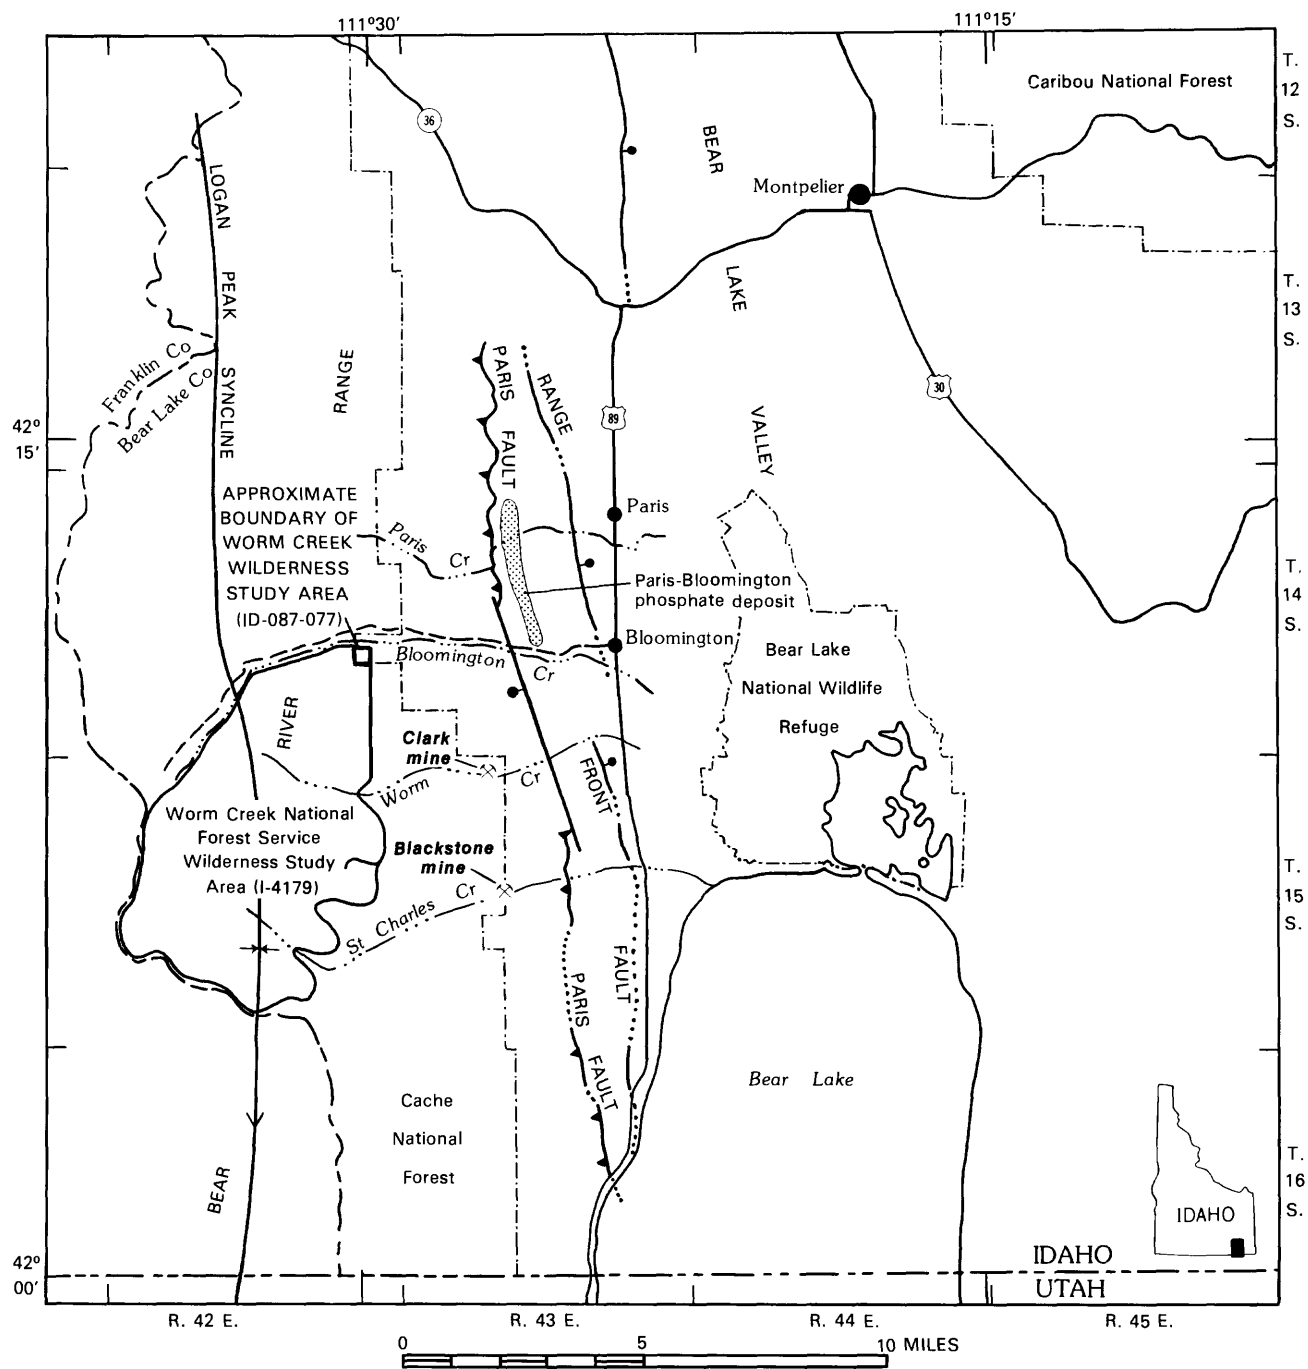 111°30'
111°15'
T.
12
S.
Caribou National Forest
36
BEAR
Montpelier
LAKE
VALLEY
T.
13
S.
30
89
LOGAN PEAK SYNCLINE
Franklin Co
Bear Lake Co
RANGE
PARIS FAULT
RANGE
42°
15'
APPROXIMATE
BOUNDARY OF
WORM CREEK
WILDERNESS
STUDY AREA
(ID-087-077)
Paris Cr
Paris
Paris-Bloomington
phosphate deposit
T.
14
S.
Bloomington
Bloomington Cr
Bear Lake
National Wildlife
Refuge
RIVER
Clark
mine
Worm Cr
FRONT
Worm Creek National
Forest Service
Wilderness Study
Area (I-4179)
Blackstone
mine
St Charles Cr
T.
15
S.
FAULT
PARIS
FAULT
Bear Lake
Cache
National
Forest
BEAR
T.
16
S.
IDAHO
42°
00'
IDAHO
UTAH
R. 42 E.
R. 43 E.
R. 44 E.
R. 45 E.
0
5
10 MILES